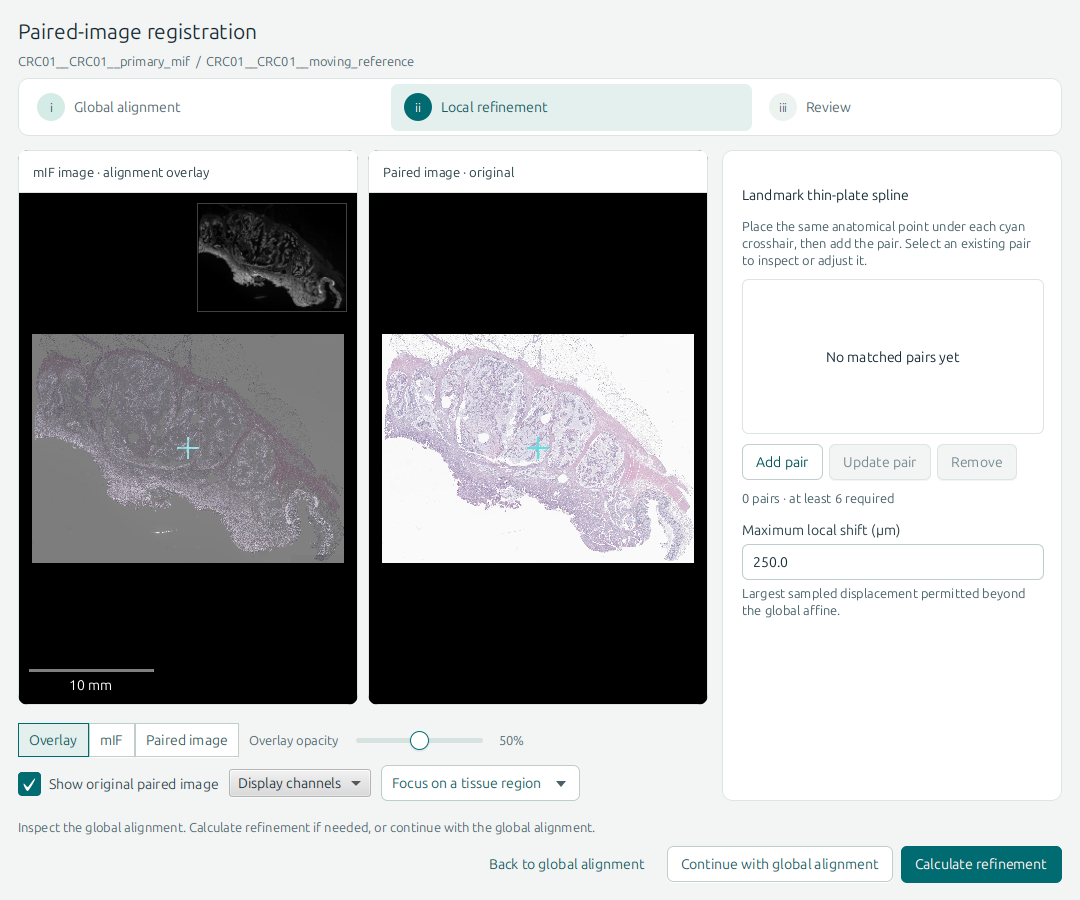 Paired-image registration
CRC01__CRC01__primary_mif / CRC01__CRC01__moving_reference
i Global alignment
ii Local refinement
iii Review
mIF image · alignment overlay
Paired image · original
10 mm
Landmark thin-plate spline
Place the same anatomical point under each cyan
crosshair, then add the pair. Select an existing pair
to inspect or adjust it.
No matched pairs yet
Add pair
Update pair
Remove
0 pairs · at least 6 required
Maximum local shift (µm)
250.0
Largest sampled displacement permitted beyond
the global affine.
Overlay
mIF
Paired image
Overlay opacity
50%
Show original paired image
Display channels
Focus on a tissue region
Inspect the global alignment. Calculate refinement if needed, or continue with the global alignment.
Back to global alignment
Continue with global alignment
Calculate refinement